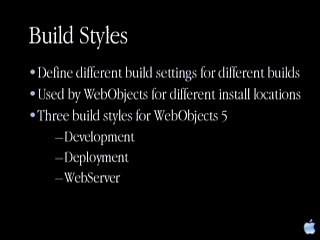 Build Styles
•Define different build settings for different builds
•Used by WebObjects for different install locations
•Three build styles for WebObjects 5
–Development
–Deployment
–WebServer